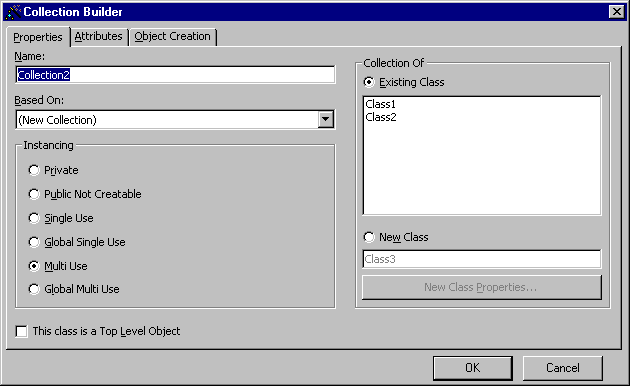 Collection Builder
Properties
Attributes
Object Creation
Name:
Collection2
Based On:
(New Collection)
Instancing
Private
Public Not Creatable
Single Use
Global Single Use
Multi Use
Global Multi Use
This class is a Top Level Object
Collection Of
Existing Class
Class1
Class2
New Class
Class3
New Class Properties...
OK
Cancel